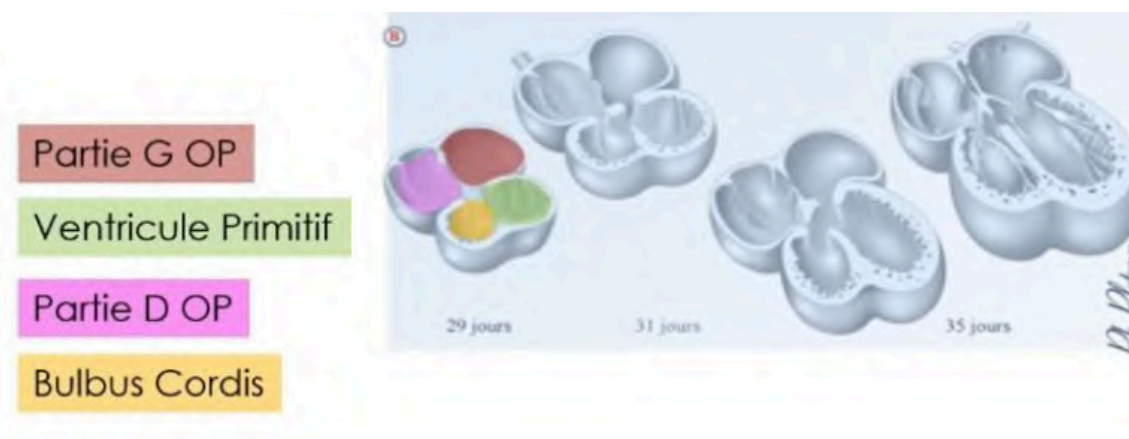 B
Partie G OP
Ventricule Primitif
Partie D OP
Bulbus Cordis
29 jours
31 jours
35 jours